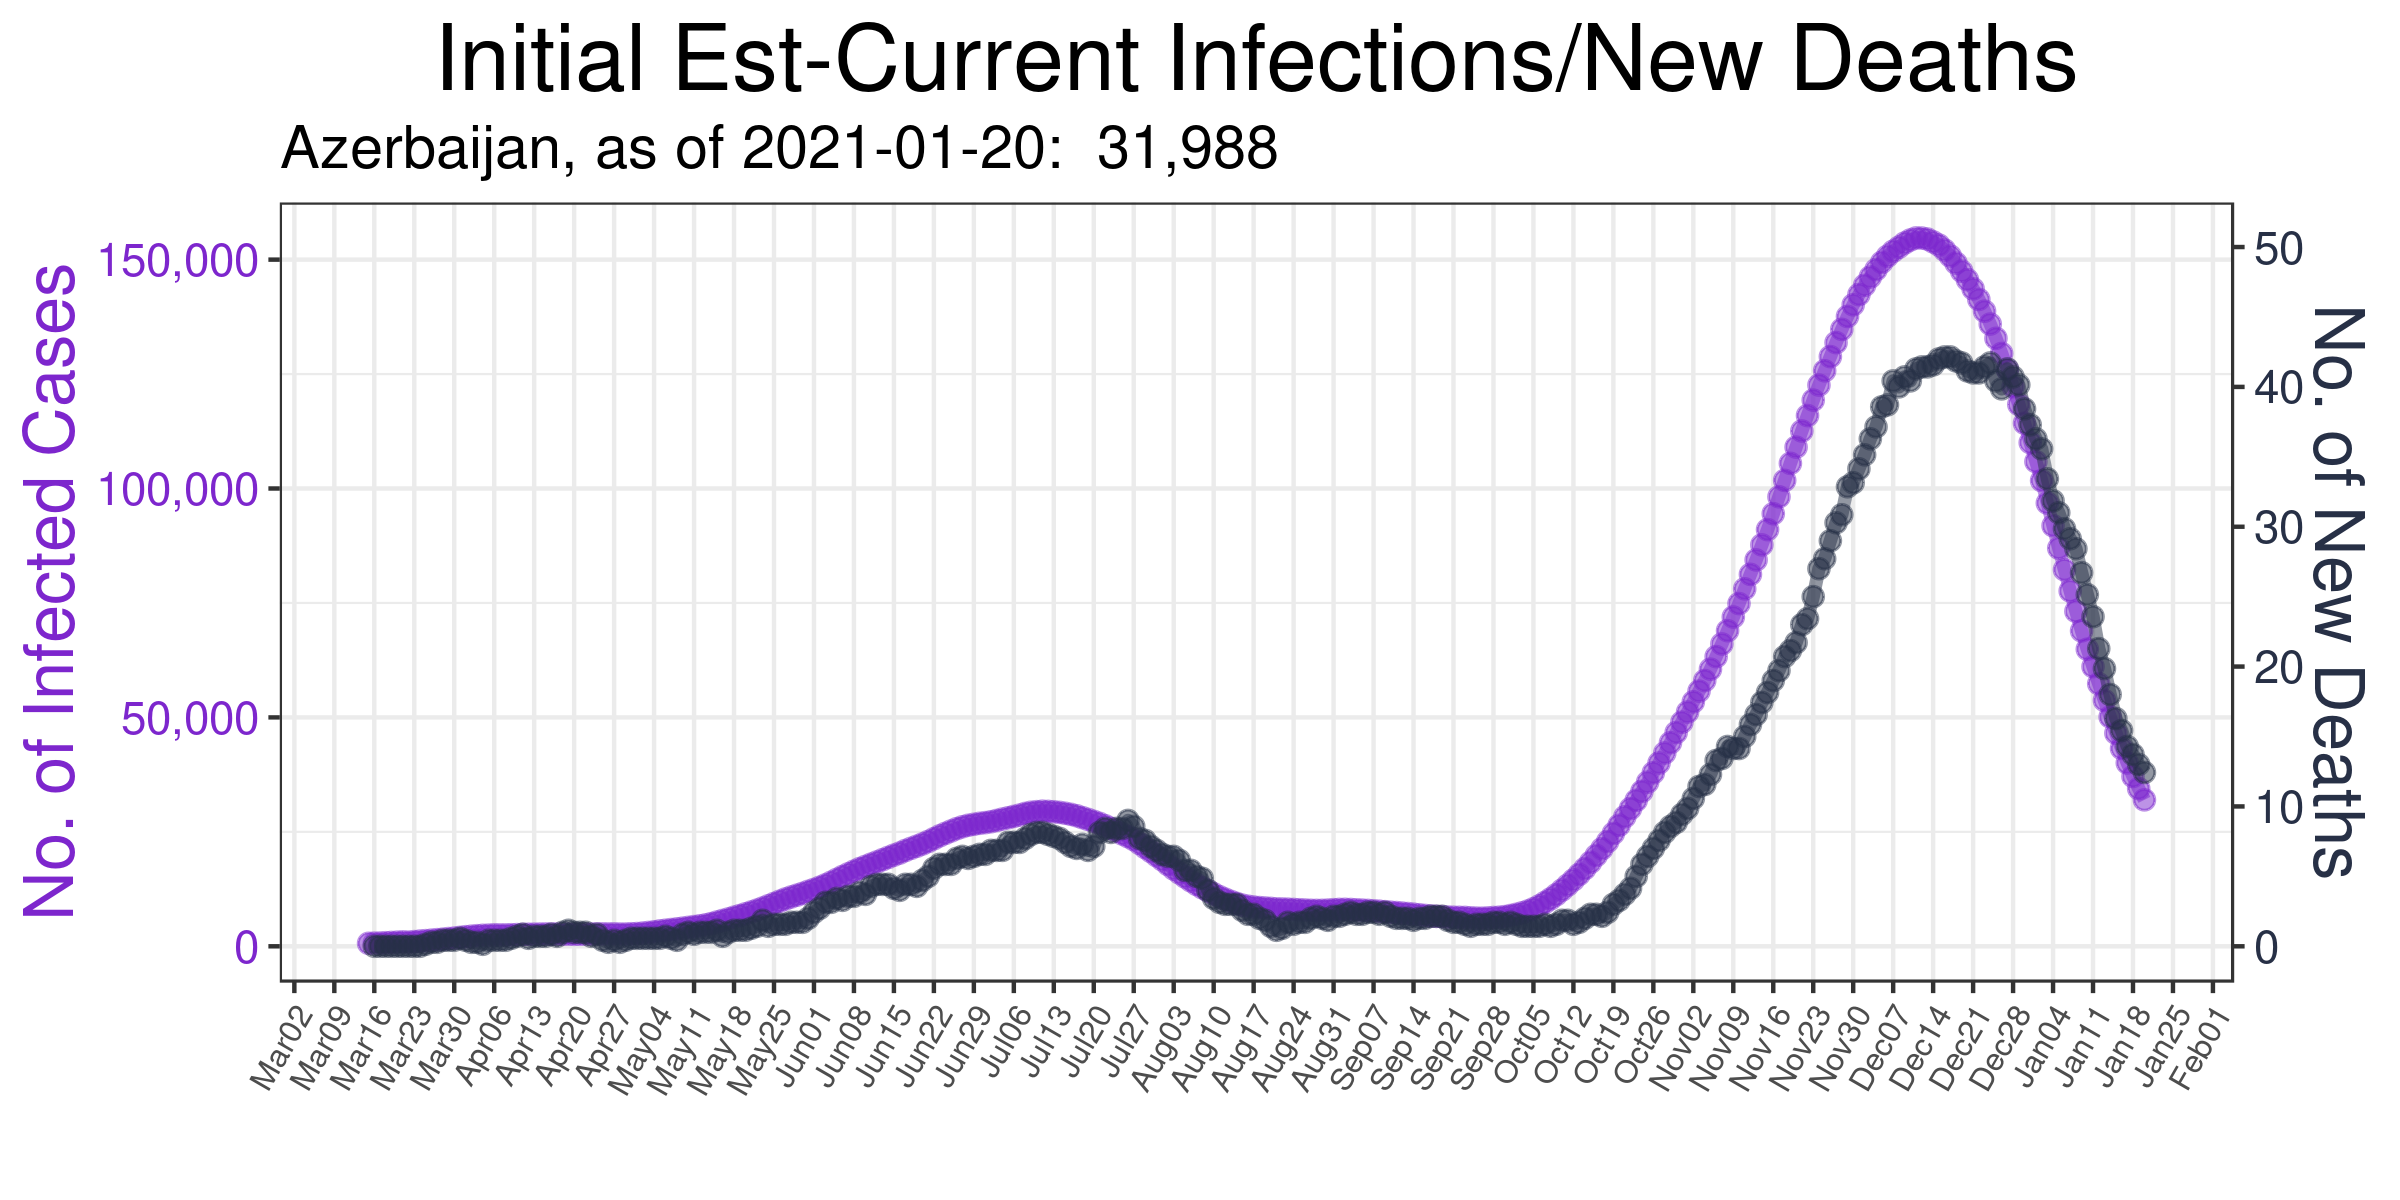 Initial Est-Current Infections/New Deaths
Azerbaijan, as of 2021-01-20:  31,988
No. of Infected Cases
150,000
100,000
50,000
0
50
40
30
20
10
0
No. of New Deaths
Mar02
Mar09
Mar16
Mar23
Mar30
Apr06
Apr13
Apr20
Apr27
May04
May11
May18
May25
Jun01
Jun08
Jun15
Jun22
Jun29
Jul06
Jul13
Jul20
Jul27
Aug03
Aug10
Aug17
Aug24
Aug31
Sep07
Sep14
Sep21
Sep28
Oct05
Oct12
Oct19
Oct26
Nov02
Nov09
Nov16
Nov23
Nov30
Dec07
Dec14
Dec21
Dec28
Jan04
Jan11
Jan18
Jan25
Feb01